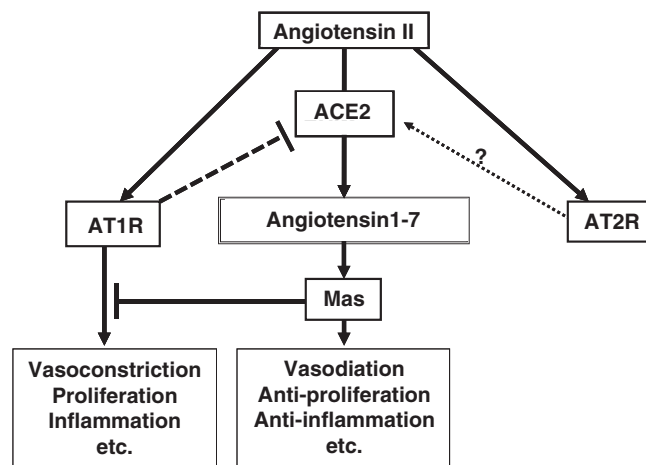 Angiotensin II
ACE2
?
AT1R
Angiotensin1-7
AT2R
Mas
Vasoconstriction
Proliferation
Inflammation
etc.
Vasodiation
Anti-proliferation
Anti-inflammation
etc.